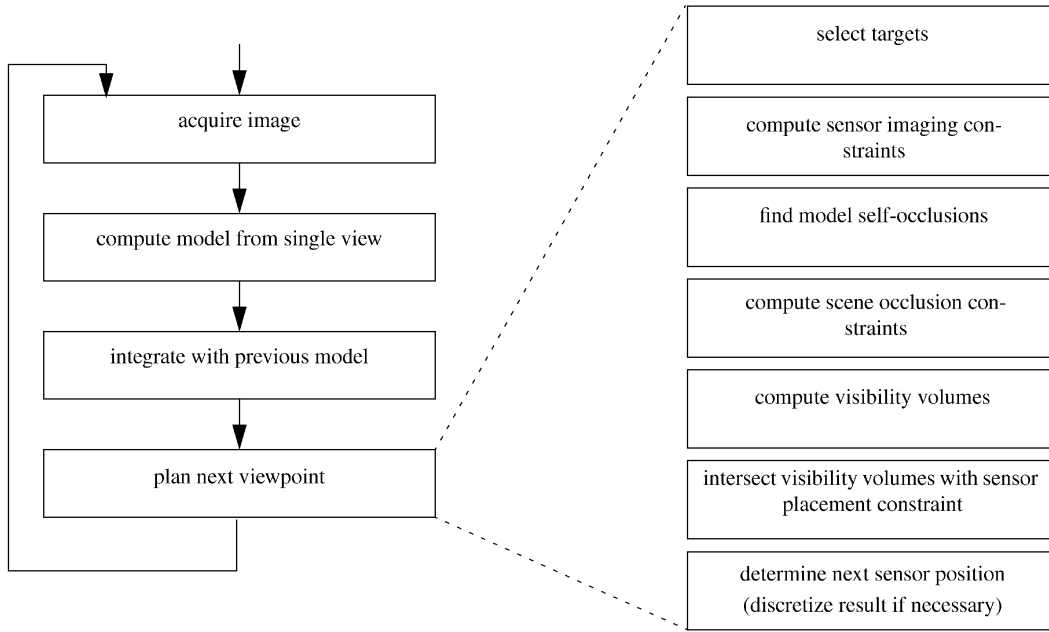 acquire image
compute model from single view
integrate with previous model
plan next viewpoint
select targets
compute sensor imaging con-
straints
find model self-occlusions
compute scene occlusion con-
straints
compute visibility volumes
intersect visibility volumes with sensor
placement constraint
determine next sensor position
(discretize result if necessary)